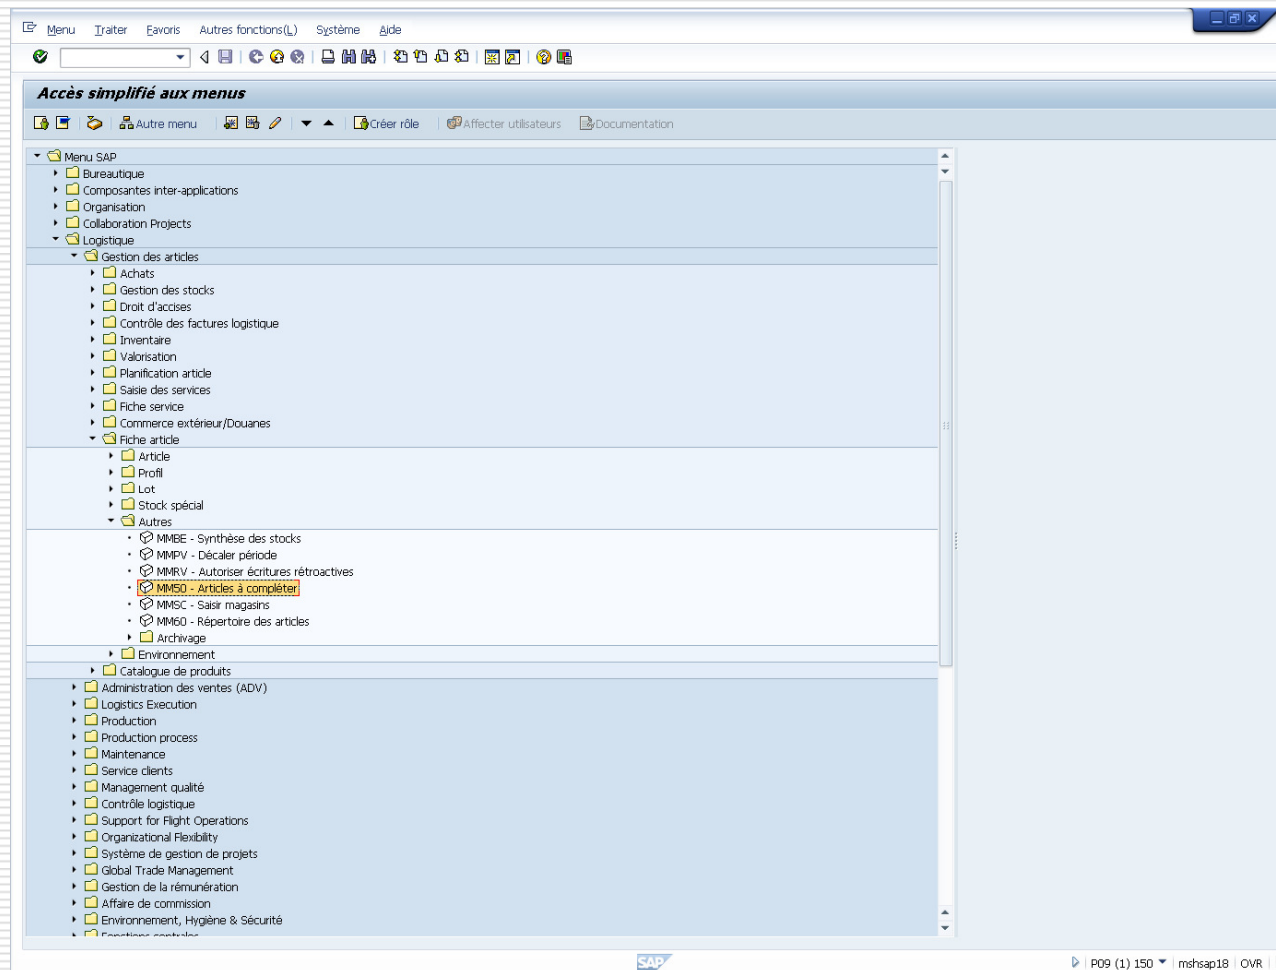 Menu Traiter Favoris Autres fonctions(L) Système Aide
Accès simplifié aux menus
Autre menu Créer rôle Affecter utilisateurs Documentation
Menu SAP
Bureautique
Composantes inter-applications
Organisation
Collaboration Projects
Logistique
Gestion des articles
Achats
Gestion des stocks
Droit d'accises
Contrôle des factures logistique
Inventaire
Valorisation
Planification article
Saisie des services
Fiche service
Commerce extérieur/Douanes
Fiche article
Article
Profil
Lot
Stock spécial
Autres
MMBE - Synthèse des stocks
MMPV - Décaler période
MMRV - Autoriser écritures rétroactives
MM50 - Articles à compléter
MMSC - Saisir magasins
MM60 - Répertoire des articles
Archivage
Environnement
Catalogue de produits
Administration des ventes (ADV)
Logistics Execution
Production
Production process
Maintenance
Service clients
Management qualité
Contrôle logistique
Support for Flight Operations
Organizational Flexibility
Système de gestion de projets
Global Trade Management
Gestion de la rémunération
Affaire de commission
Environnement, Hygiène & Sécurité
Fonctions centrales
SAP P09 (1) 150 mshsap18 OVR